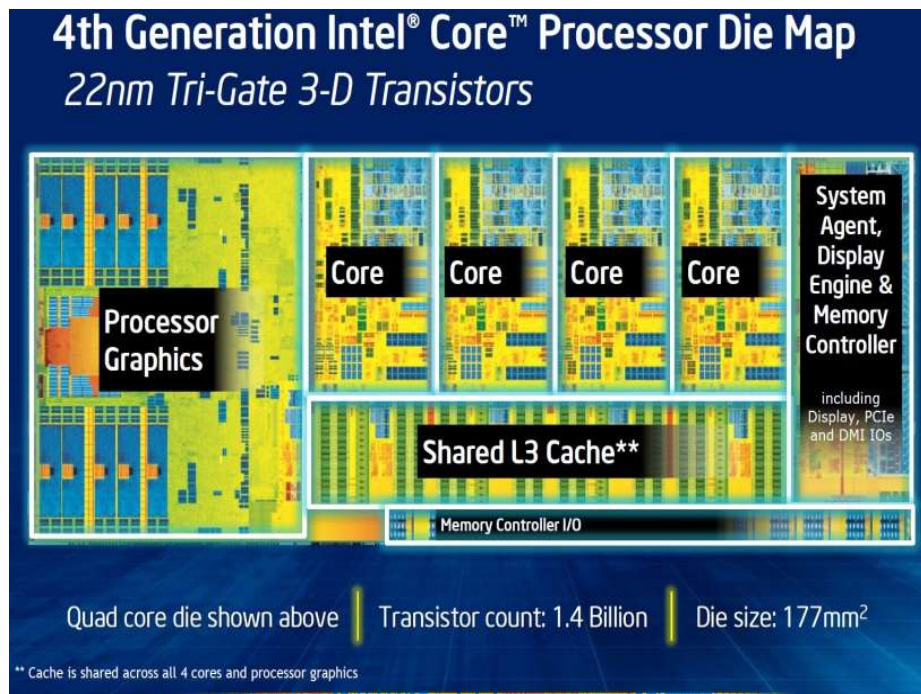 4th Generation Intel® Core™ Processor Die Map
22nm Tri-Gate 3-D Transistors
Processor
Graphics
Core
Core
Core
Core
System
Agent,
Display
Engine &
Memory
Controller
including
Display, PCIe
and DMI IOs
Shared L3 Cache**
Memory Controller I/O
Quad core die shown above
Transistor count: 1.4 Billion
Die size: 177mm²
** Cache is shared across all 4 cores and processor graphics